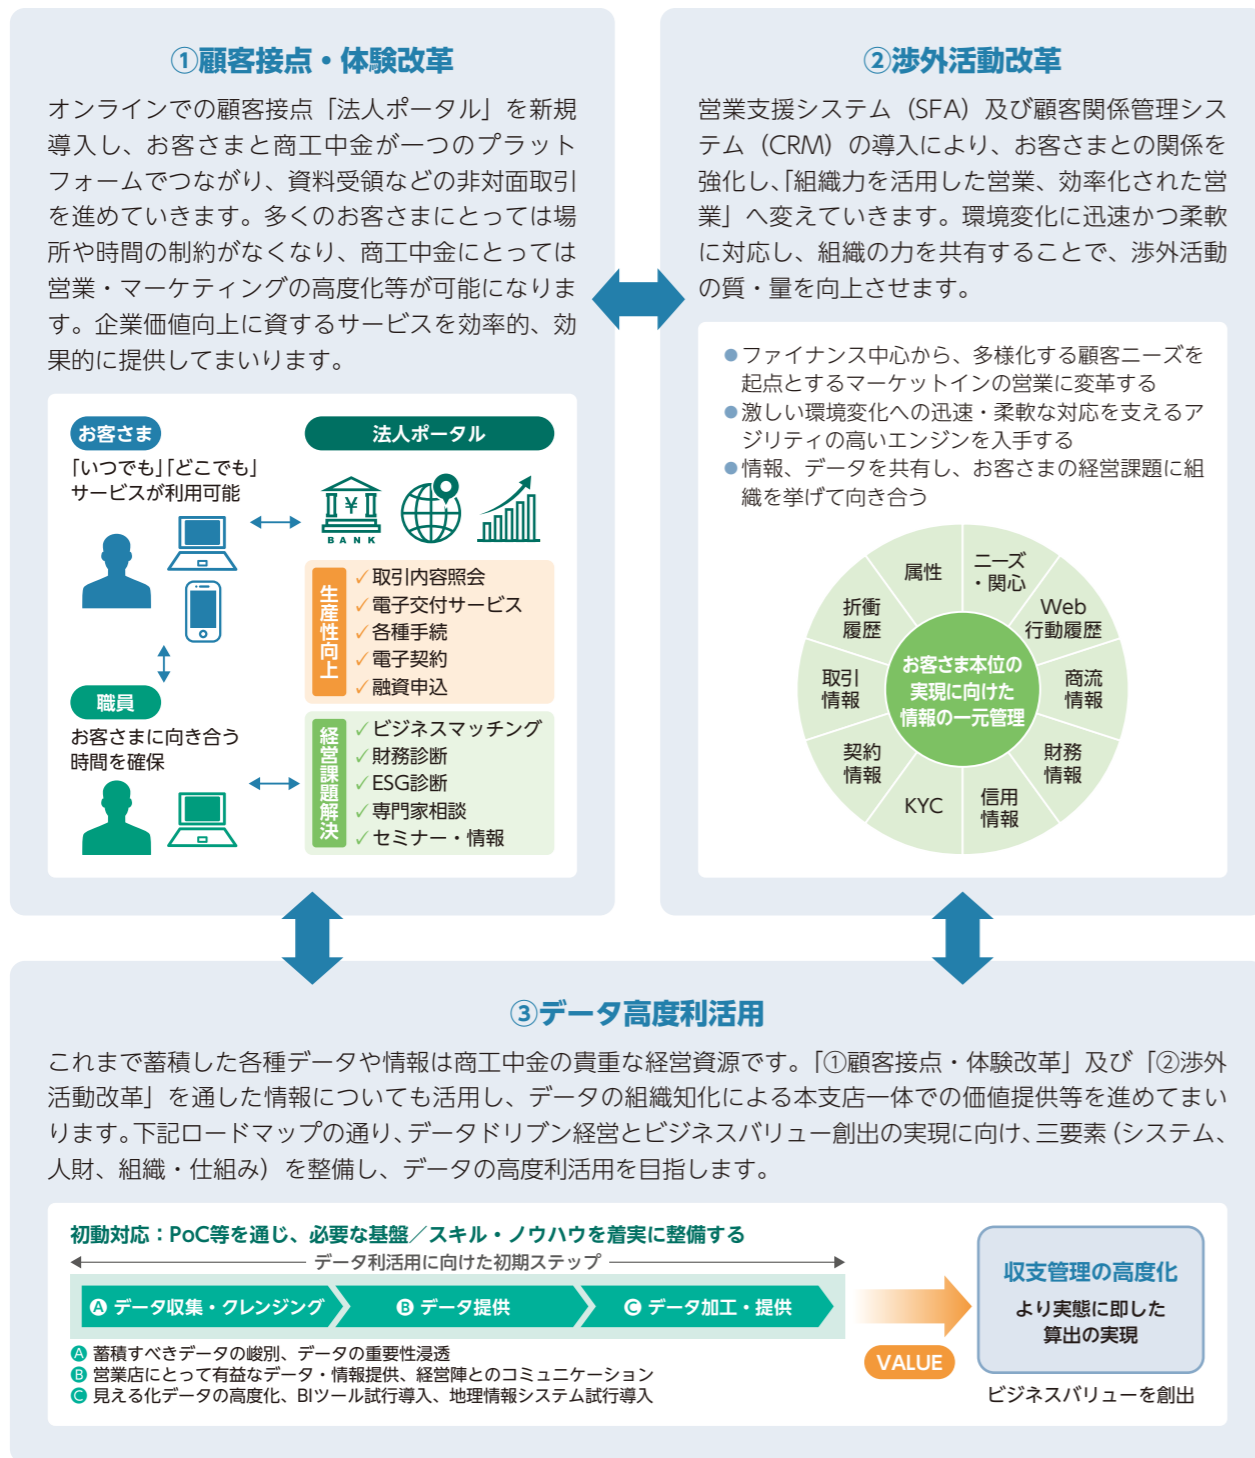 ①顧客接点・体験改革
オンラインでの顧客接点「法人ポータル」を新規
導入し、お客さまと商工中金が一つのプラット
フォームでつながり、資料受領などの非対面取引
を進めていきます。多くのお客さまにとっては場
所や時間の制約がなくなり、商工中金にとっては
営業・マーケティングの高度化等が可能になりま
す。企業価値向上に資するサービスを効率的、効
果的に提供してまいります。
お客さま
「いつでも」「どこでも」
サービスが利用可能
職員
お客さまに向き合う
時間を確保
法人ポータル
¥
BANK
生産性向上
✓取引内容照会
✓電子交付サービス
✓各種手続
✓電子契約
✓融資申込
経営課題解決
✓ビジネスマッチング
✓財務診断
✓ESG診断
✓専門家相談
✓セミナー・情報
②渉外活動改革
営業支援システム（SFA）及び顧客関係管理シス
テム（CRM）の導入により、お客さまとの関係を
強化し、「組織力を活用した営業、効率化された営
業」へ変えていきます。環境変化に迅速かつ柔軟
に対応し、組織の力を共有することで、渉外活動
の質・量を向上させます。
●ファイナンス中心から、多様化する顧客ニーズを
起点とするマーケットインの営業に変革する
●激しい環境変化への迅速・柔軟な対応を支えるア
ジリティの高いエンジンを入手する
●情報、データを共有し、お客さまの経営課題に組
織を挙げて向き合う
ニーズ
・関心
Web
行動履歴
商流
情報
財務
情報
信用
情報
KYC
契約
情報
取引
情報
折衝
履歴
属性
お客さま本位の
実現に向けた
情報の一元管理
③データ高度利活用
これまで蓄積した各種データや情報は商工中金の貴重な経営資源です。「①顧客接点・体験改革」及び「②渉外
活動改革」を通した情報についても活用し、データの組織知化による本支店一体での価値提供等を進めてまい
ります。下記ロードマップの通り、データドリブン経営とビジネスバリュー創出の実現に向け、三要素（システム、
人財、組織・仕組み）を整備し、データの高度利活用を目指します。
初動対応：PoC等を通じ、必要な基盤／スキル・ノウハウを着実に整備する
データ利活用に向けた初期ステップ
Ⓐ データ収集・クレンジング
Ⓑ データ提供
Ⓒ データ加工・提供
Ⓐ 蓄積すべきデータの峻別、データの重要性浸透
Ⓑ 営業店にとって有益なデータ・情報提供、経営陣とのコミュニケーション
Ⓒ 見える化データの高度化、BIツール試行導入、地理情報システム試行導入
VALUE
収支管理の高度化
より実態に即した
算出の実現
ビジネスバリューを創出